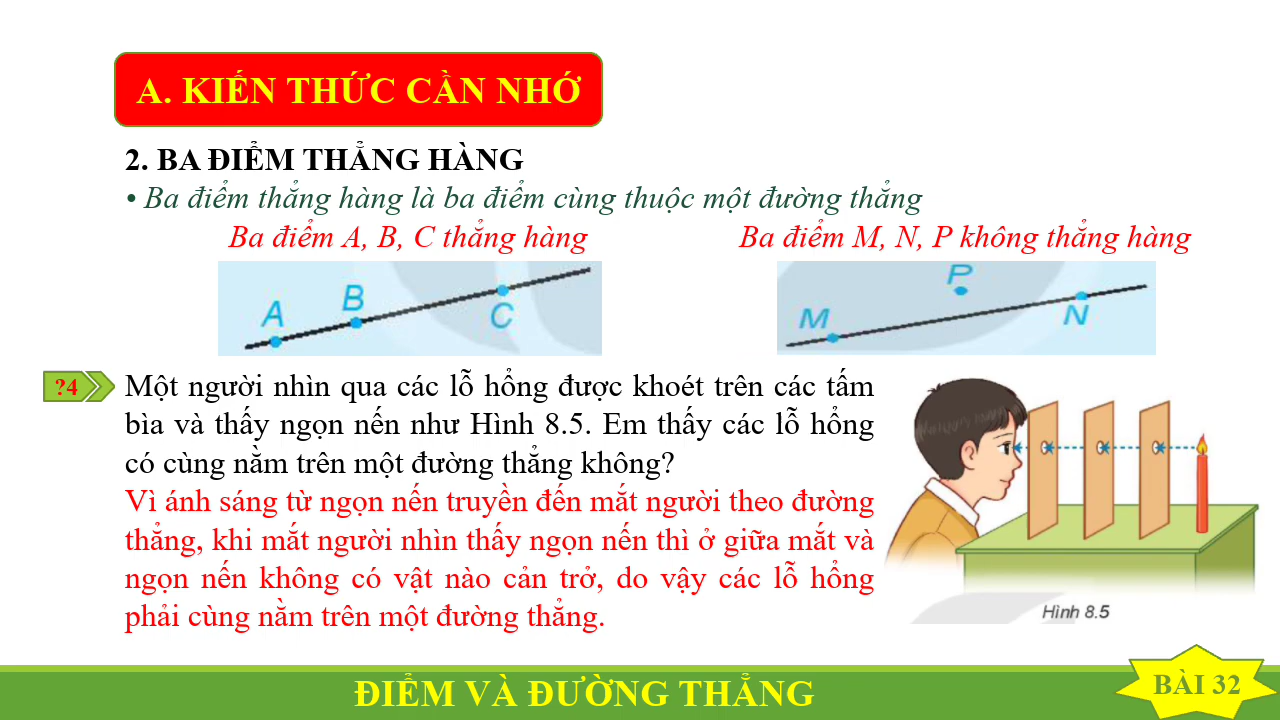 A. KIẾN THỨC CẦN NHỚ
2. BA ĐIỂM THẲNG HÀNG
• Ba điểm thẳng hàng là ba điểm cùng thuộc một đường thẳng
Ba điểm A, B, C thẳng hàng
Ba điểm M, N, P không thẳng hàng
A
B
C
M
P
N
?4
Một người nhìn qua các lỗ hổng được khoét trên các tấm
bìa và thấy ngọn nến như Hình 8.5. Em thấy các lỗ hổng
có cùng nằm trên một đường thẳng không?
Vì ánh sáng từ ngọn nến truyền đến mắt người theo đường
thẳng, khi mắt người nhìn thấy ngọn nến thì ở giữa mắt và
ngọn nến không có vật nào cản trở, do vậy các lỗ hổng
phải cùng nằm trên một đường thẳng.
Hình 8.5
ĐIỂM VÀ ĐƯỜNG THẲNG
BÀI 32